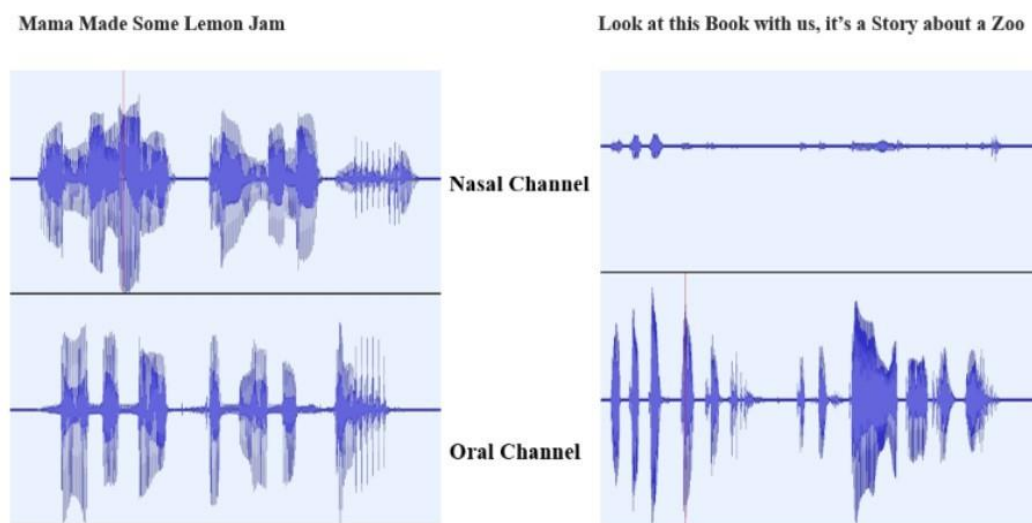 Mama Made Some Lemon Jam
Look at this Book with us, it's a Story about a Zoo
Nasal Channel
Oral Channel